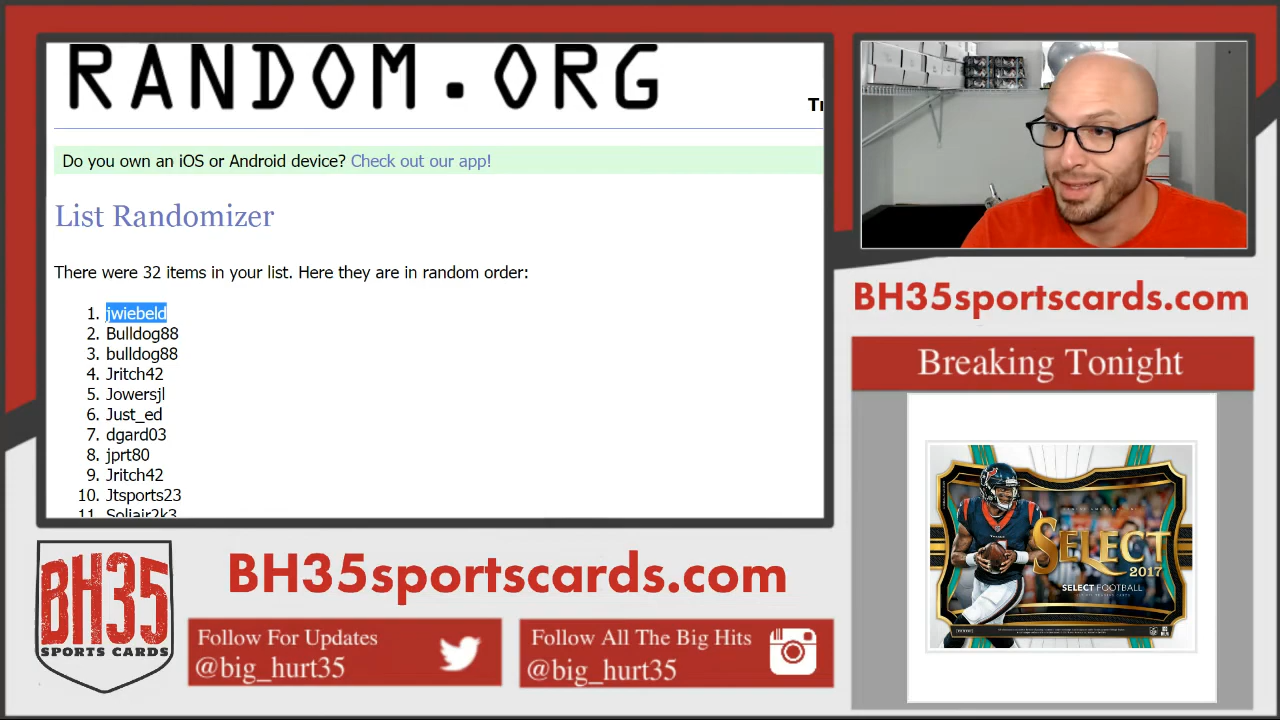 RANDOM.ORG
Do you own an iOS or Android device? Check out our app!
List Randomizer
There were 32 items in your list. Here they are in random order:
1. jwiebeld
2. Bulldog88
3. bulldog88
4. Jritch42
5. Jowersjl
6. Just_ed
7. dgard03
8. jprt80
9. Jritch42
10. Jtsports23
BH35sportscards.com
Breaking Tonight
SELECT
2017
SELECT FOOTBALL
BH35
SPORTS CARDS
BH35sportscards.com
Follow For Updates
@big_hurt35
Follow All The Big Hits
@big_hurt35